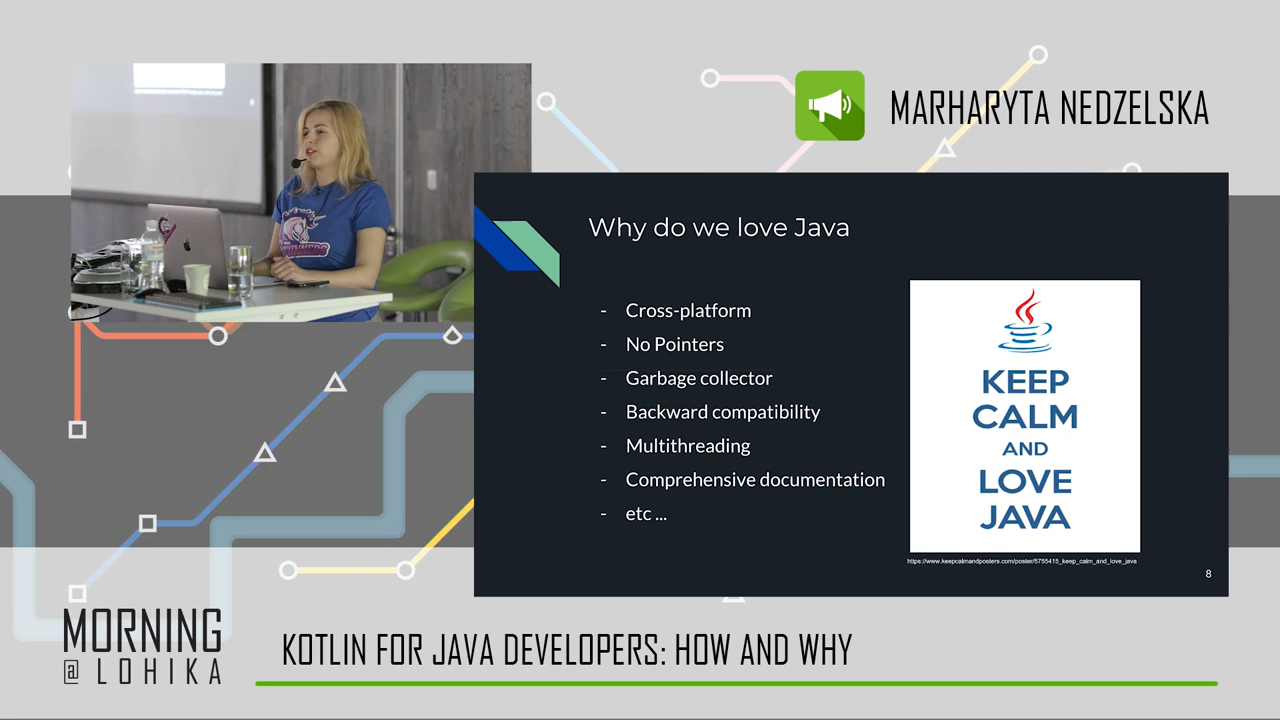 MARHARYTA NEDZELSKA
Why do we love Java
- Cross-platform
- No Pointers
- Garbage collector
- Backward compatibility
- Multithreading
- Comprehensive documentation
- etc ...
KEEP
CALM
AND
LOVE
JAVA
https://www.keepcalmandposters.com/poster/5755415_keep_calm_and_love_java
8
MORNING
@ LOHIKA
KOTLIN FOR JAVA DEVELOPERS: HOW AND WHY